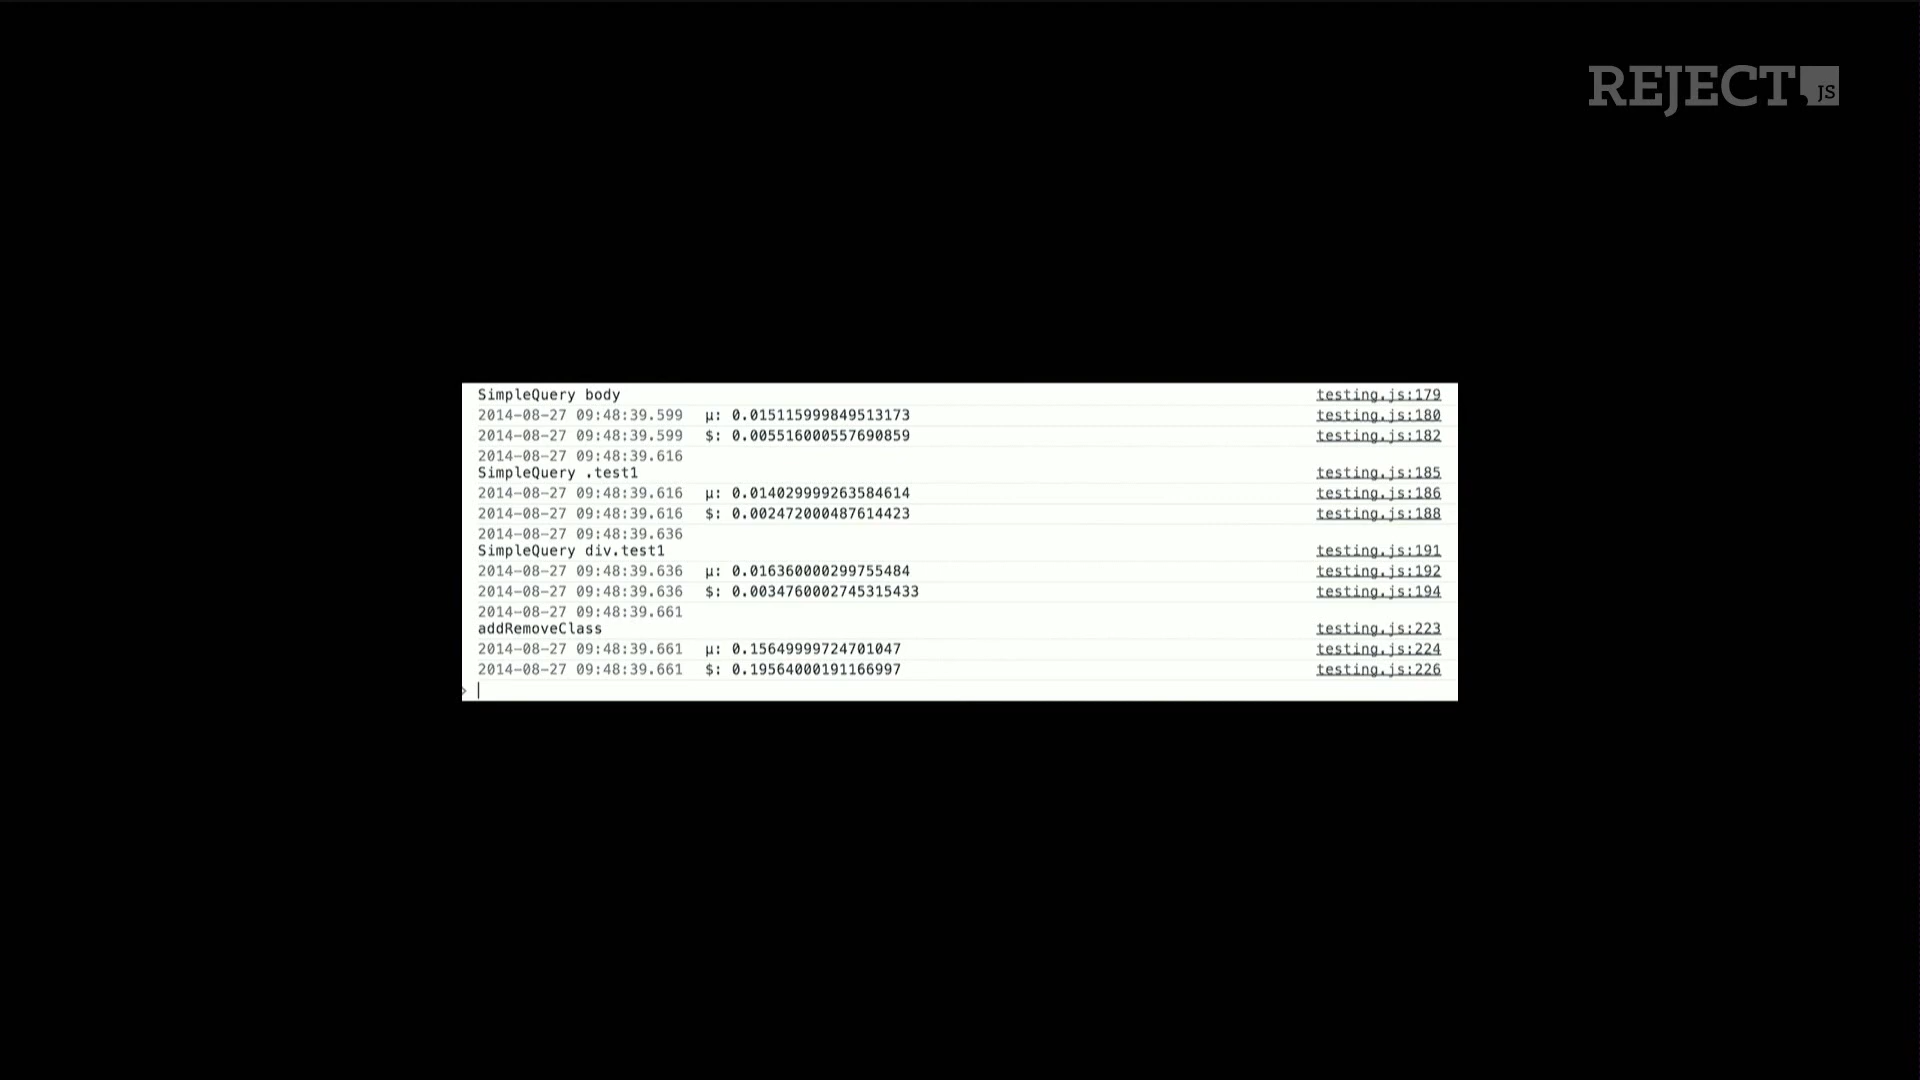 REJECT.JS
SimpleQuery body testing.js:179
2014-08-27 09:48:39.599 µ: 0.015115999849513173 testing.js:180
2014-08-27 09:48:39.599 $: 0.005516000557690859 testing.js:182
2014-08-27 09:48:39.616
SimpleQuery .test1 testing.js:185
2014-08-27 09:48:39.616 µ: 0.014029999263584614 testing.js:186
2014-08-27 09:48:39.616 $: 0.002472000487614423 testing.js:188
2014-08-27 09:48:39.636
SimpleQuery div.test1 testing.js:191
2014-08-27 09:48:39.636 µ: 0.016360000299755484 testing.js:192
2014-08-27 09:48:39.636 $: 0.0034760002745315433 testing.js:194
2014-08-27 09:48:39.661
addRemoveClass testing.js:223
2014-08-27 09:48:39.661 µ: 0.15649999724701047 testing.js:224
2014-08-27 09:48:39.661 $: 0.19564000191166997 testing.js:226